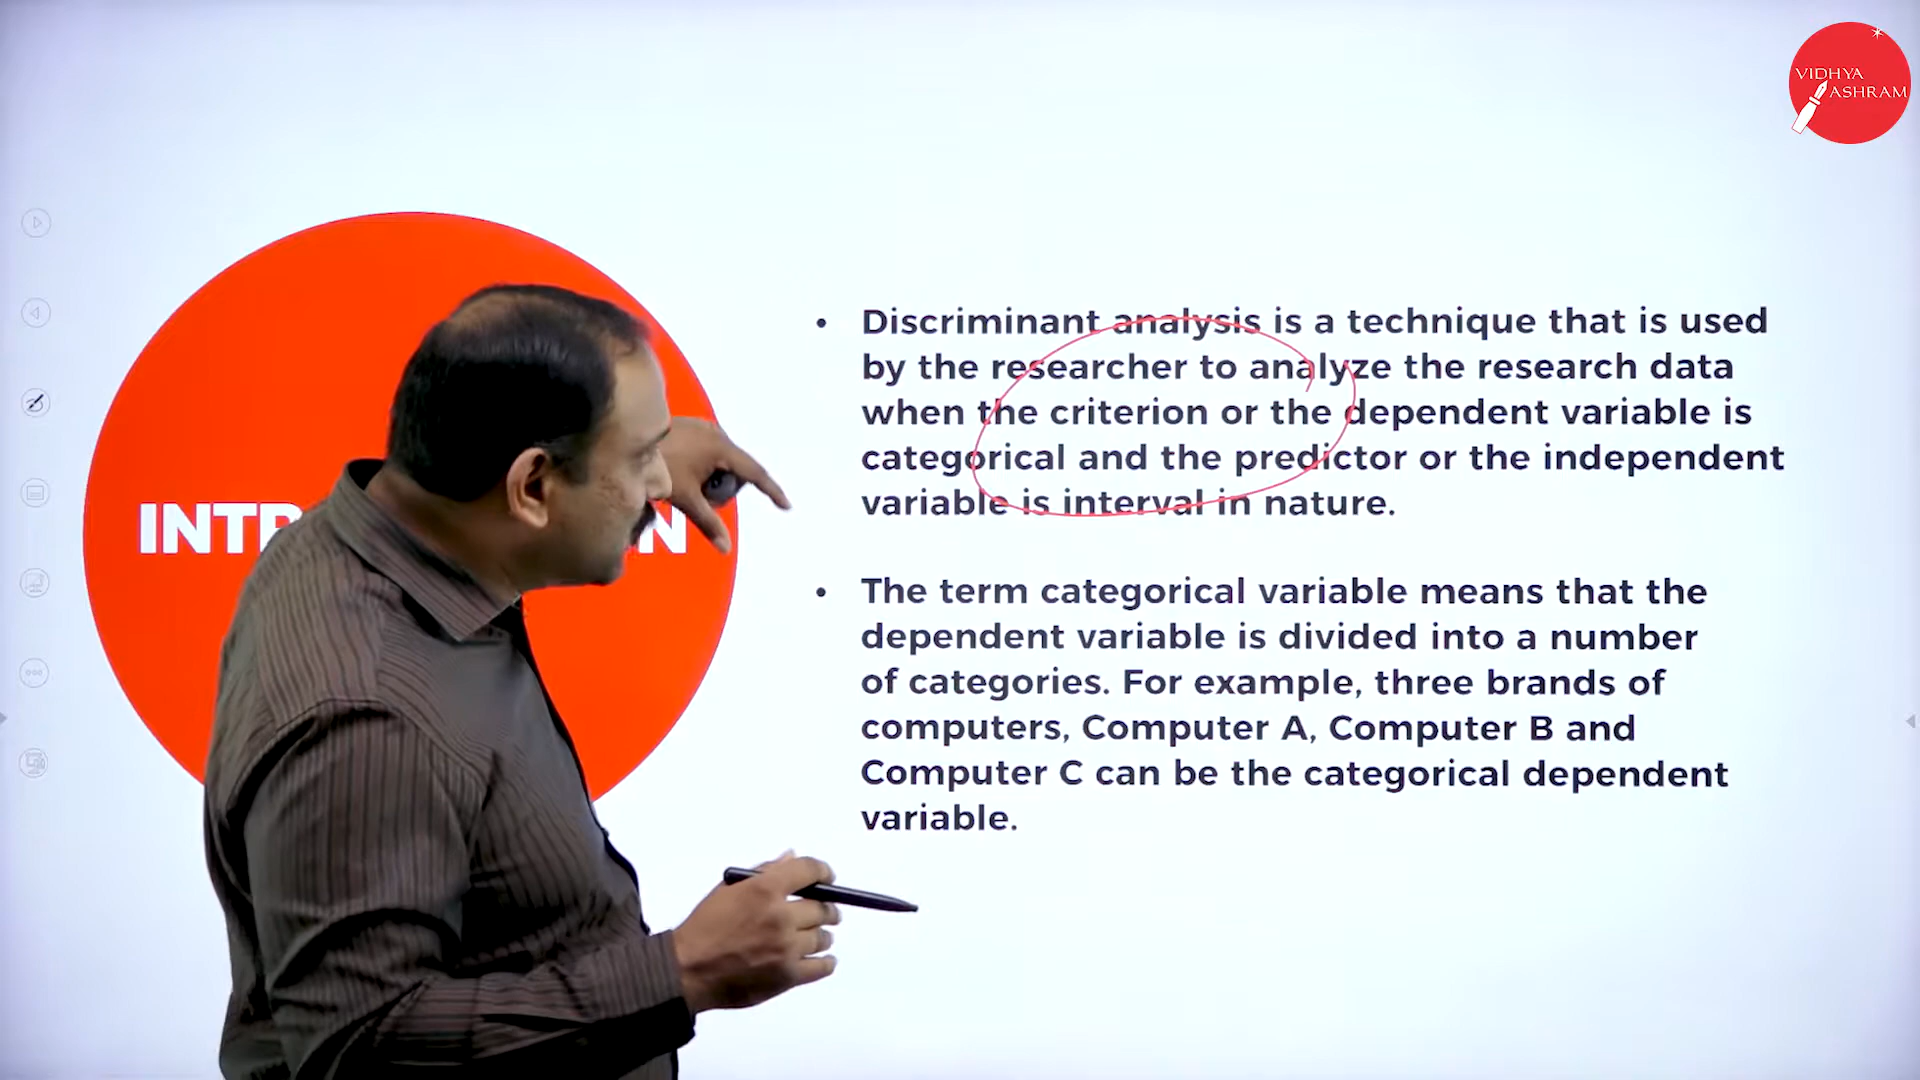 VIDHYA
ASHRAM
Discriminant analysis is a technique that is used
by the researcher to analyze the research data
when the criterion or the dependent variable is
categorical and the predictor or the independent
variable is interval in nature.
The term categorical variable means that the
dependent variable is divided into a number
of categories. For example, three brands of
computers, Computer A, Computer B and
Computer C can be the categorical dependent
variable.